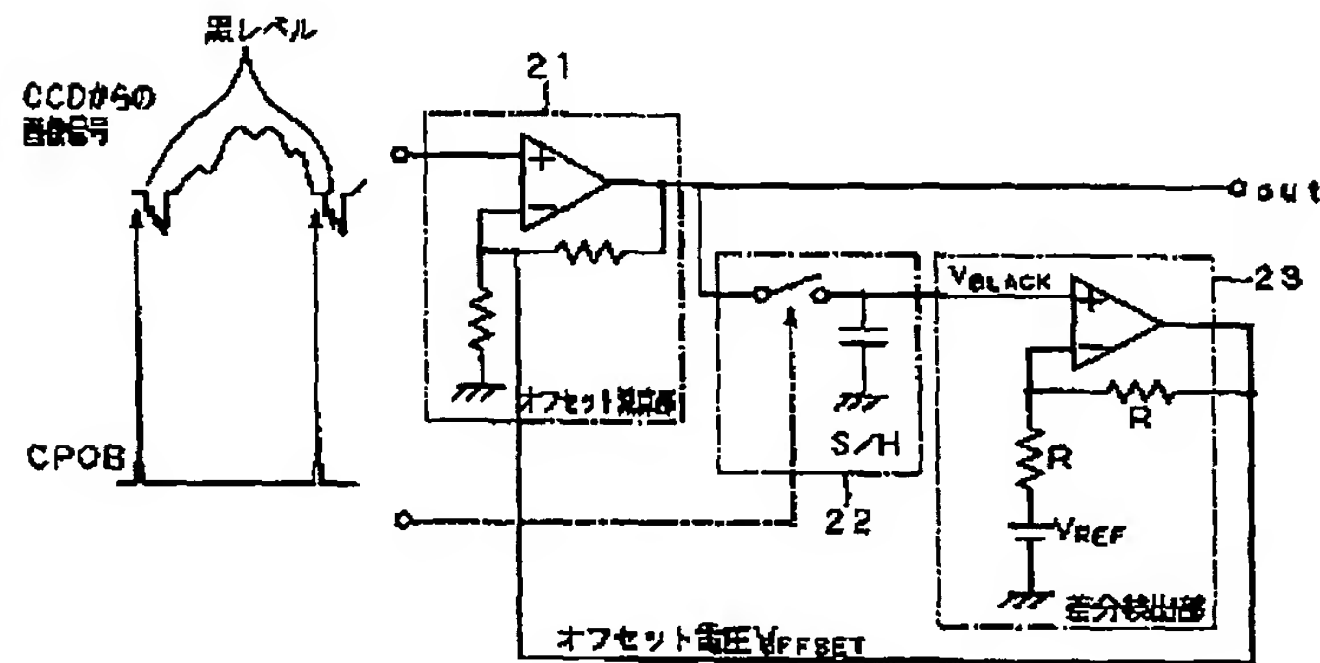 黒レベル
CCDからの
画像信号
21
+
−
out
オフセット減算部
VBLACK
23
+
−
S/H
R
R
CPOB
22
VREF
差分検出部
オフセット電圧VOFFSET